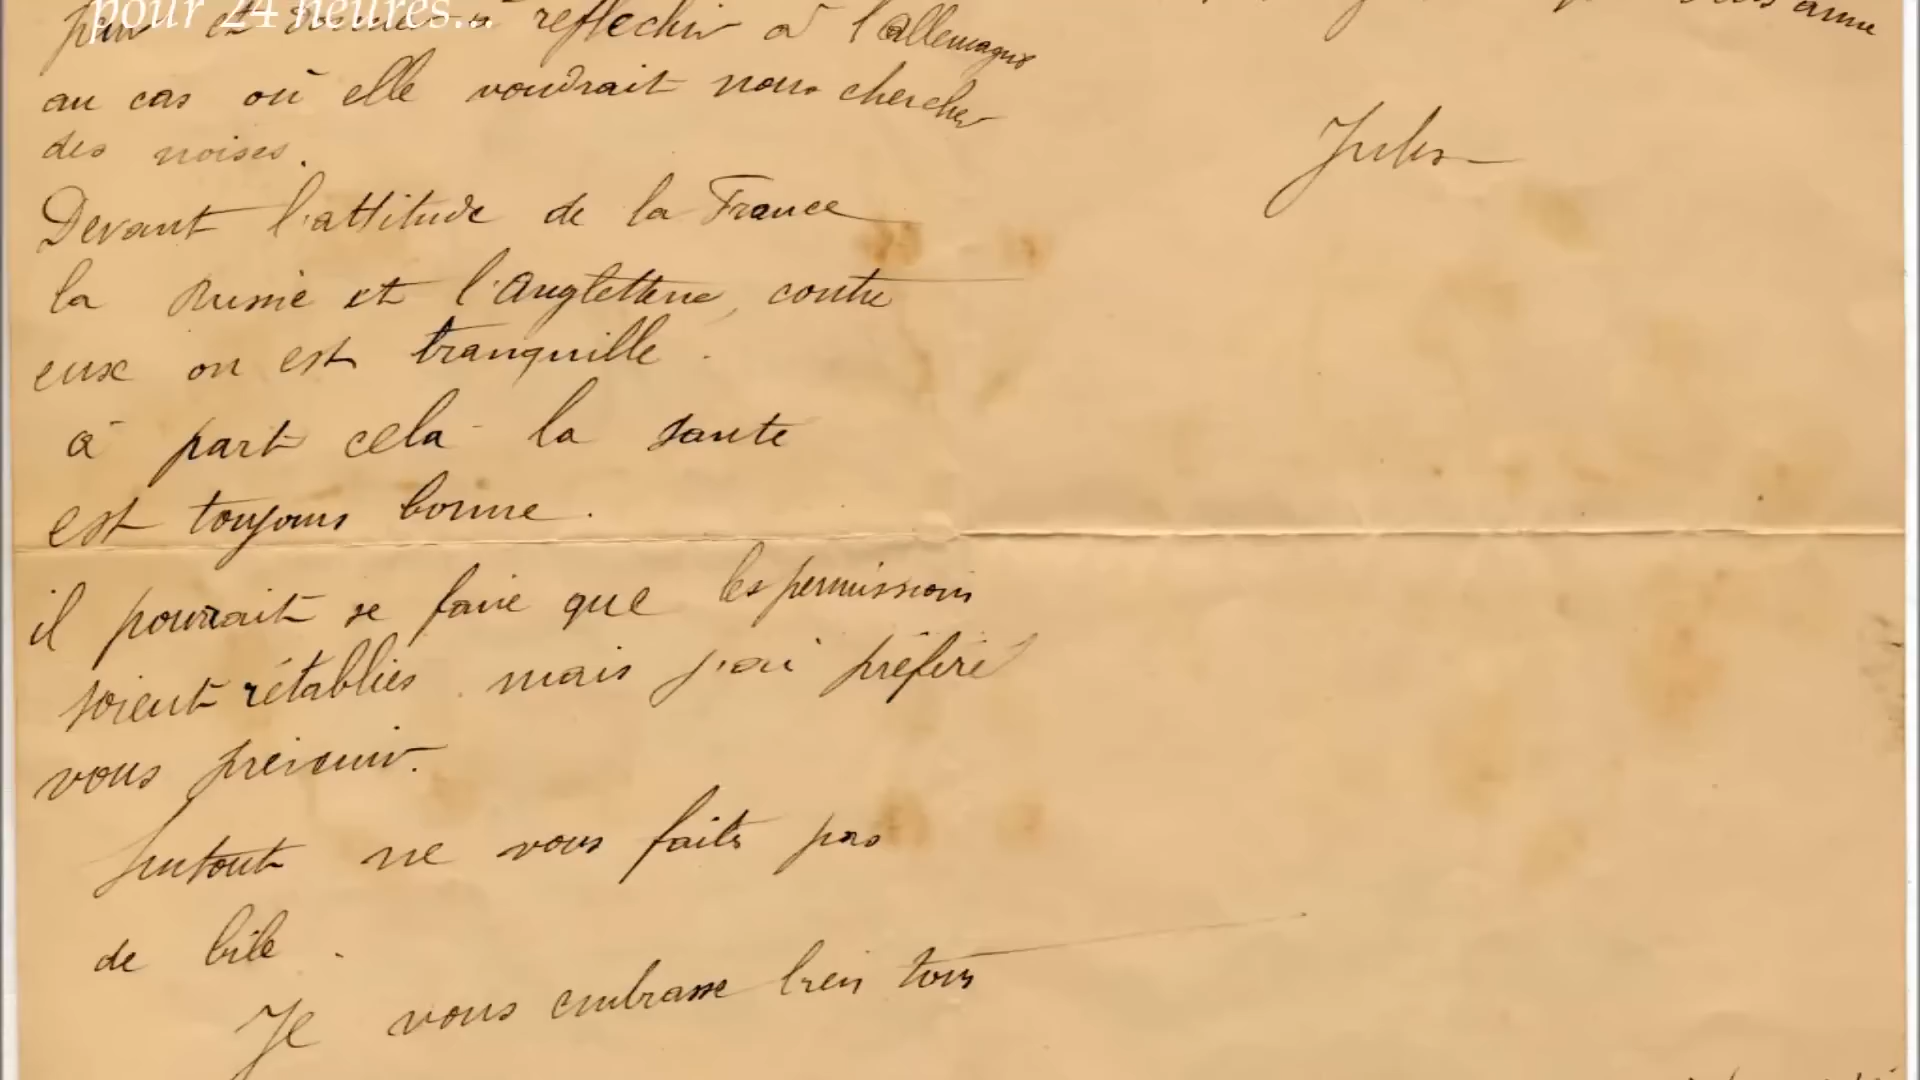 pour 24 heures...
réflechir à l'allemagne
au cas où elle voudrait nous chercher
des noises.
Devant l'attitude de la France
la Russie et l'Angleterre, contre
eux on est tranquille.
à part cela la sante
est toujours bonne.
il pourrait se faire que les permissions
soient rétablies. mais j'ai préféré
vous prévenir.
surtout ne vous faites pas
de bile.
Je vous embrasse bien tous
Jules